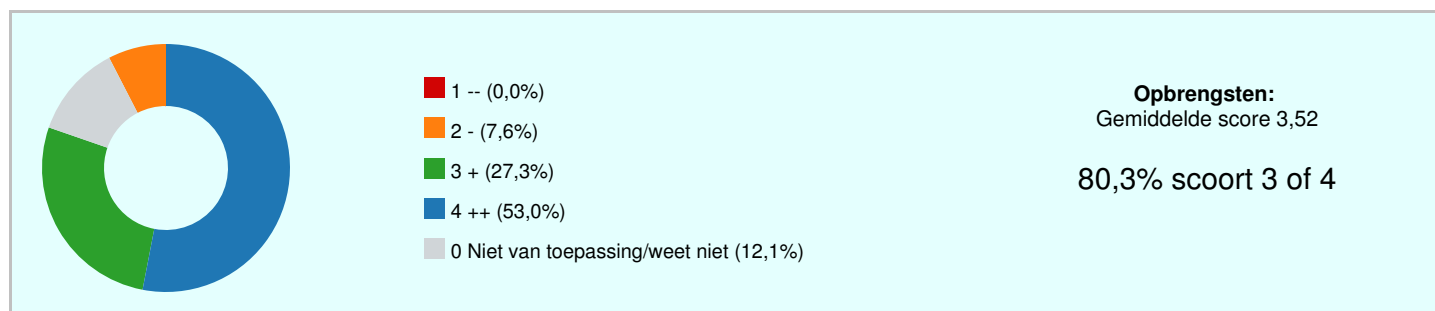 1 -- (0,0%)
2 - (7,6%)
3 + (27,3%)
4 ++ (53,0%)
0 Niet van toepassing/weet niet (12,1%)
Opbrengsten:
Gemiddelde score 3,52
80,3% scoort 3 of 4